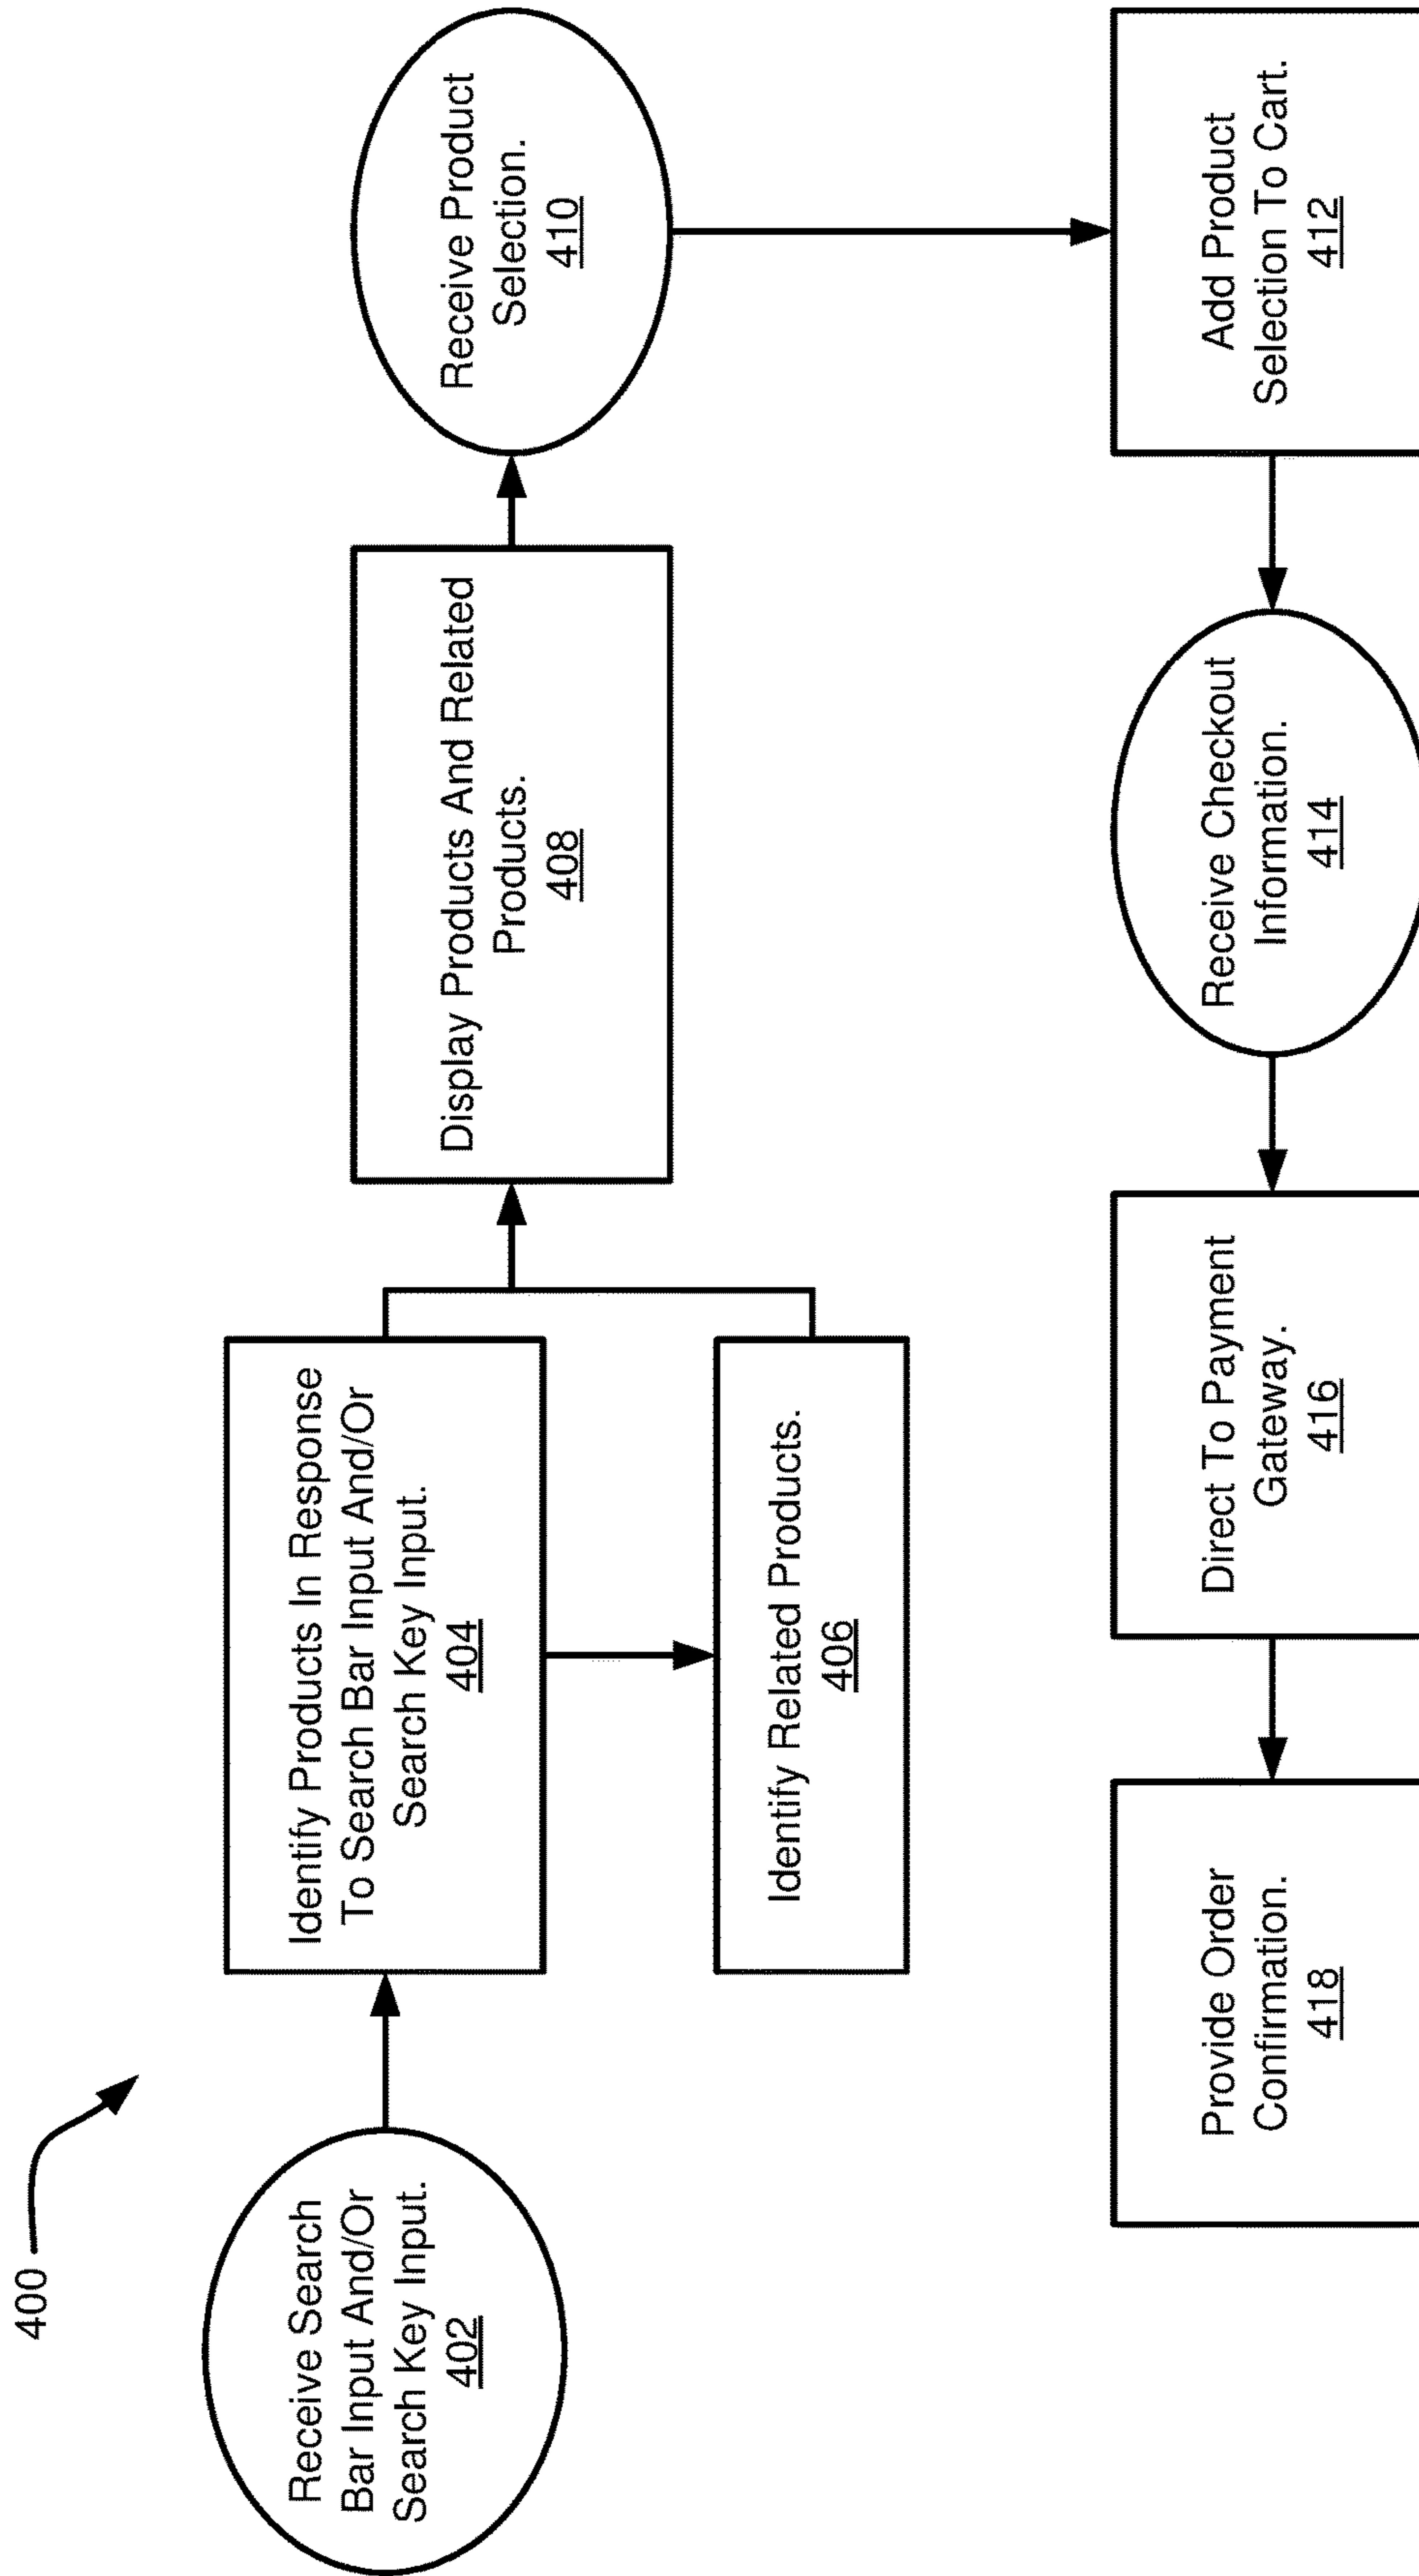 400
Receive Search
Bar Input And/Or
Search Key Input.
402
Identify Products In Response
To Search Bar Input And/Or
Search Key Input.
404
Identify Related Products.
406
Display Products And Related
Products.
408
Receive Product
Selection.
410
Add Product
Selection To Cart.
412
Receive Checkout
Information.
414
Direct To Payment
Gateway.
416
Provide Order
Confirmation.
418